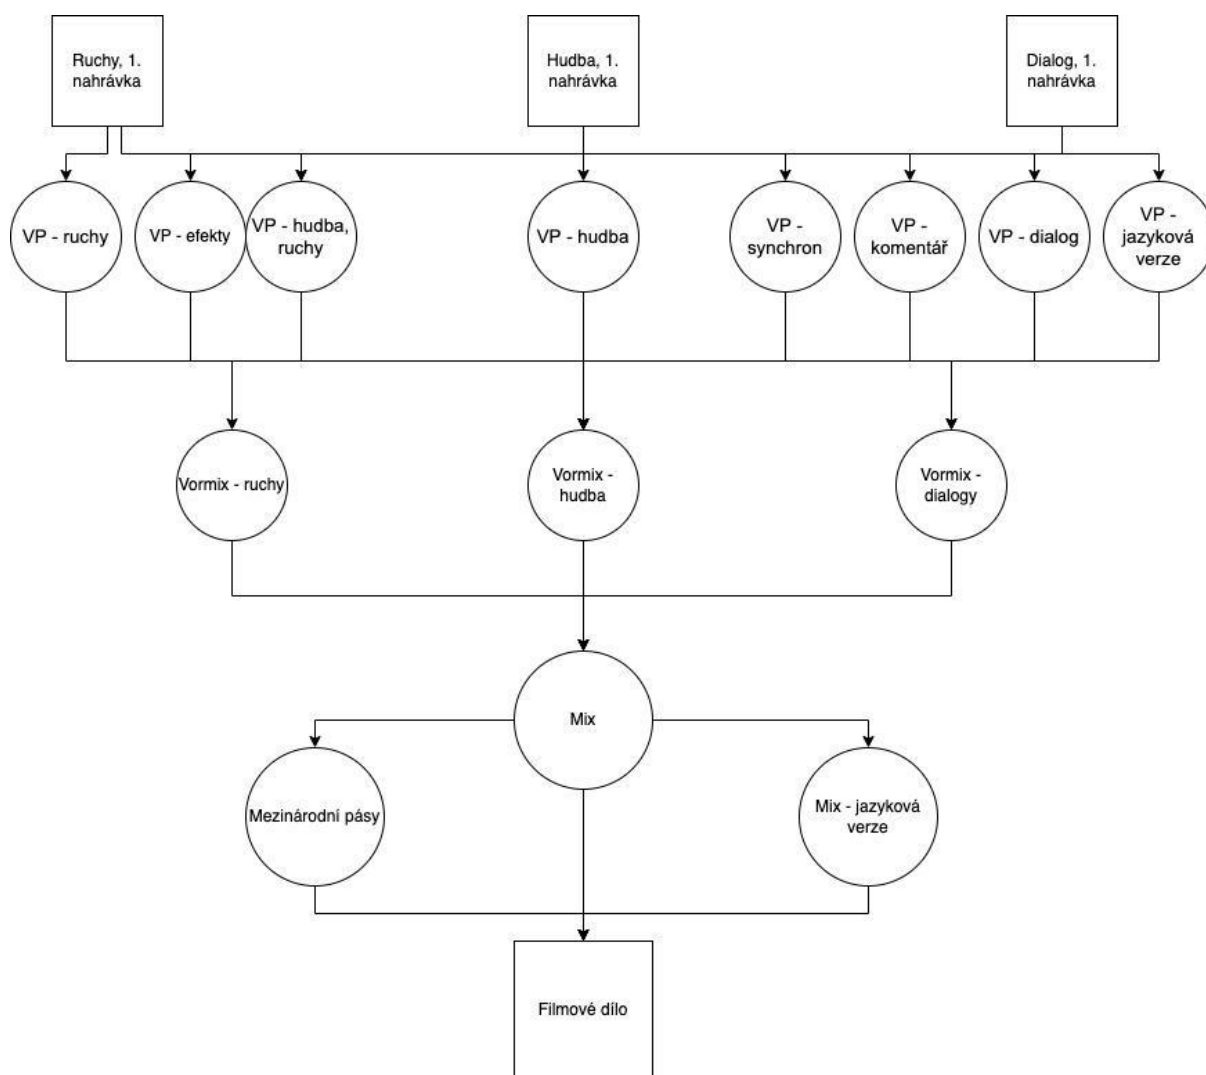 Ruchy, 1.
nahrávka
Hudba, 1.
nahrávka
Dialog, 1.
nahrávka
VP - ruchy
VP - efekty
VP - hudba,
ruchy
VP - hudba
VP -
synchron
VP -
komentář
VP - dialog
VP -
jazyková
verze
Vormix - ruchy
Vormix -
hudba
Vormix -
dialogy
Mix
Mezinárodní pásy
Mix - jazyková
verze
Filmové dílo